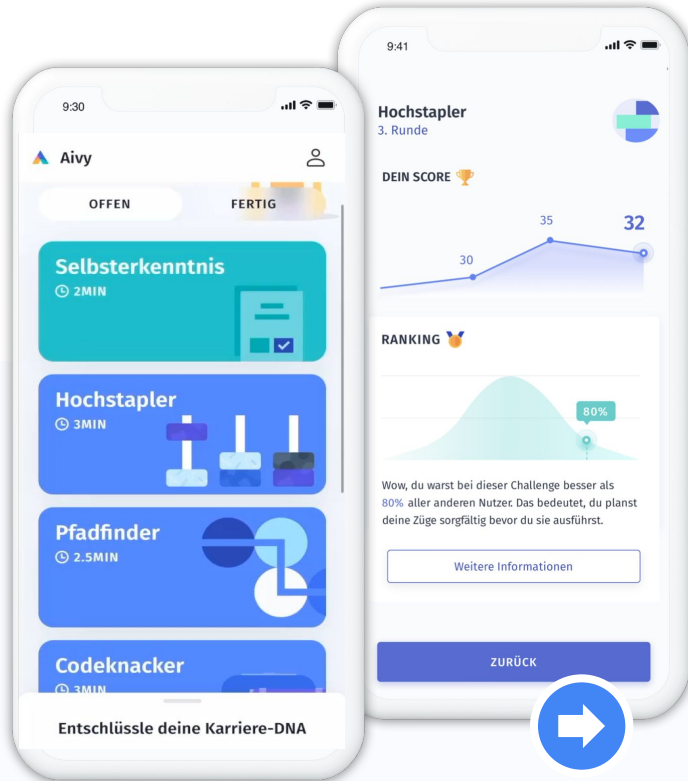 9:30
Aivy
OFFEN
FERTIG
Selbsterkenntnis
2MIN
Hochstapler
3MIN
Pfadfinder
2.5MIN
Codeknacker
3MIN
Entschlüssle deine Karriere-DNA
9:41
Hochstapler
3. Runde
DEIN SCORE
30
35
32
RANKING
80%
Wow, du warst bei dieser Challenge besser als
80% aller anderen Nutzer. Das bedeutet, du planst
deine Züge sorgfältig bevor du sie ausführst.
Weitere Informationen
ZURÜCK